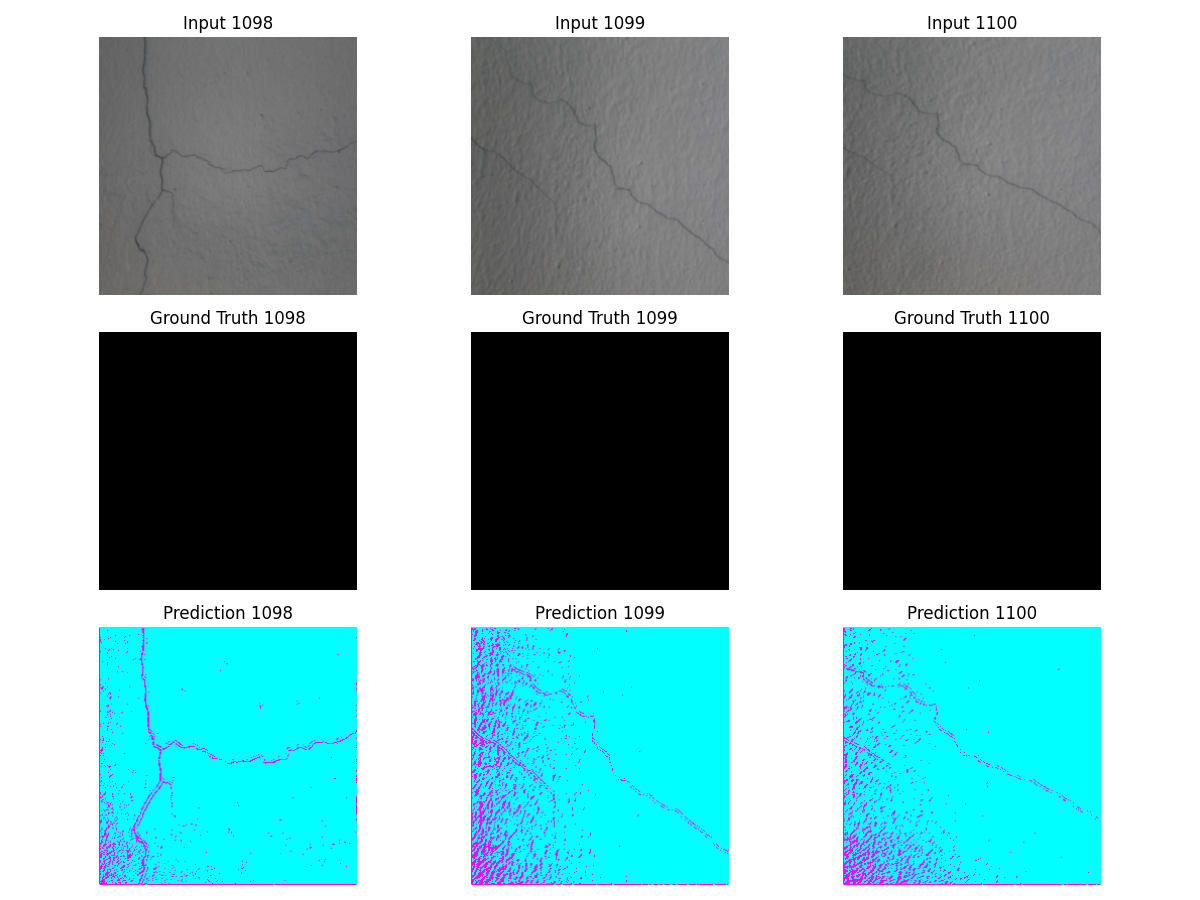 Input 1098
Input 1099
Input 1100
Ground Truth 1098
Ground Truth 1099
Ground Truth 1100
Prediction 1098
Prediction 1099
Prediction 1100